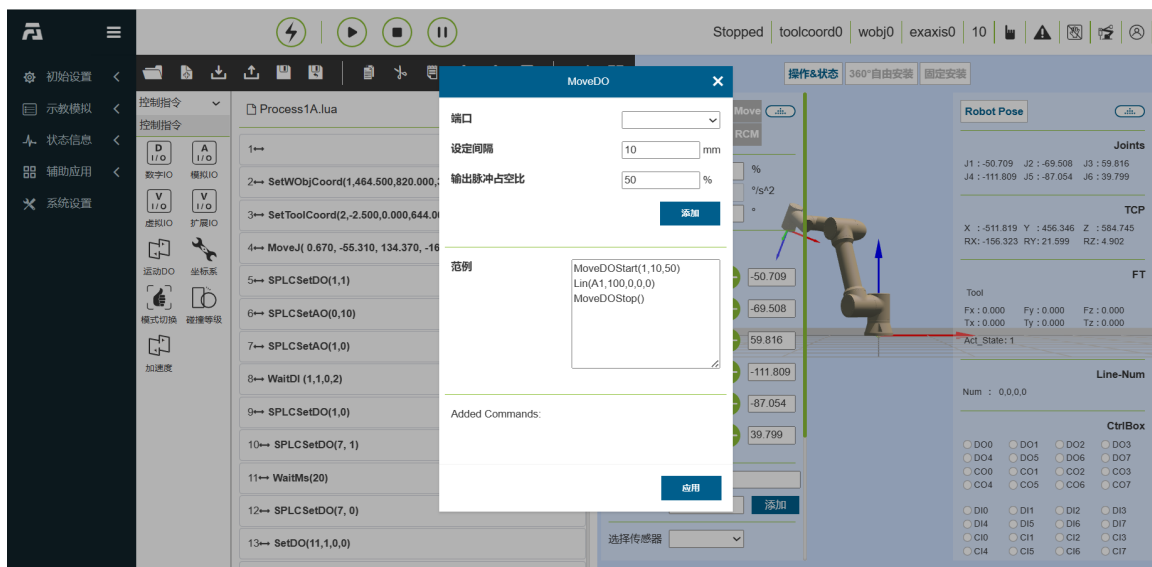 Stopped toolcoord0 wobj0 exaxis0 10
初始设置
示教模拟
状态信息
辅助应用
系统设置
控制指令
控制指令
D
I/O
A
I/O
数字IO 模拟IO
V
I/O
V
I/O
虚拟IO 扩展IO
运动DO 坐标系
模式切换 碰撞等级
加速度
Process1A.lua
1
2 SetWObjCoord(1,464.500,820.000,
3 SetToolCoord(2,-2.500,0.000,644.0
4 MoveJ( 0.670, -55.310, 134.370, -16
5 SPLCSetDO(1,1)
6 SPLCSetAO(0,10)
7 SPLCSetAO(1,0)
8 WaitDI (1,1,0,2)
9 SPLCSetDO(1,0)
10 SPLCSetDO(7, 1)
11 WaitMs(20)
12 SPLCSetDO(7, 0)
13 SetDO(11,1,0,0)
MoveDO
端口
设定间隔 10 mm
输出脉冲占空比 50 %
添加
范例
MoveDOStart(1,10,50)
Lin(A1,100,0,0,0)
MoveDOStop()
Added Commands:
应用
操作&状态 360°自由安装 固定安装
Move
RCM
%
°/s^2
°
-50.709
-69.508
59.816
-111.809
-87.054
39.799
添加
选择传感器
Robot Pose
Joints
J1 : -50.709 J2 : -69.508 J3 : 59.816
J4 : -111.809 J5 : -87.054 J6 : 39.799
TCP
X : -511.819 Y : 456.346 Z : 584.745
RX: -156.323 RY: 21.599 RZ: 4.902
FT
Tool
Fx : 0.000 Fy : 0.000 Fz : 0.000
Tx : 0.000 Ty : 0.000 Tz : 0.000
Act_State: 1
Line-Num
Num : 0,0,0,0
CtrlBox
DO0 DO1 DO2 DO3
DO4 DO5 DO6 DO7
CO0 CO1 CO2 CO3
CO4 CO5 CO6 CO7
DI0 DI1 DI2 DI3
DI4 DI5 DI6 DI7
CI0 CI1 CI2 CI3
CI4 CI5 CI6 CI7